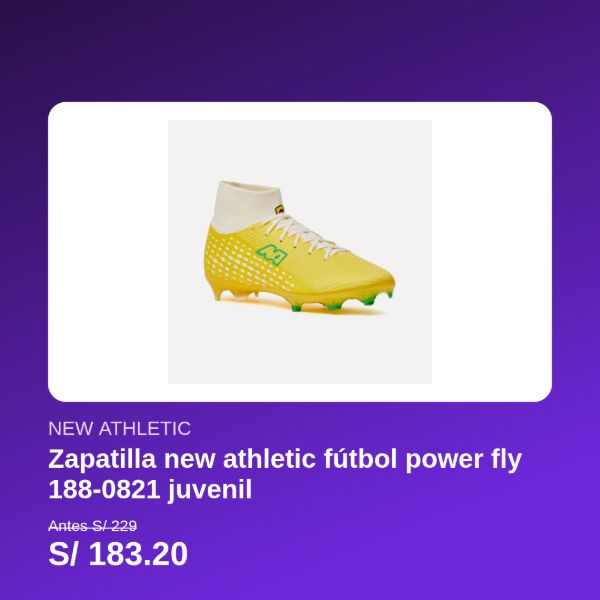 NEW ATHLETIC
Zapatilla new athletic fútbol power fly
188-0821 juvenil
Antes S/ 229
S/ 183.20